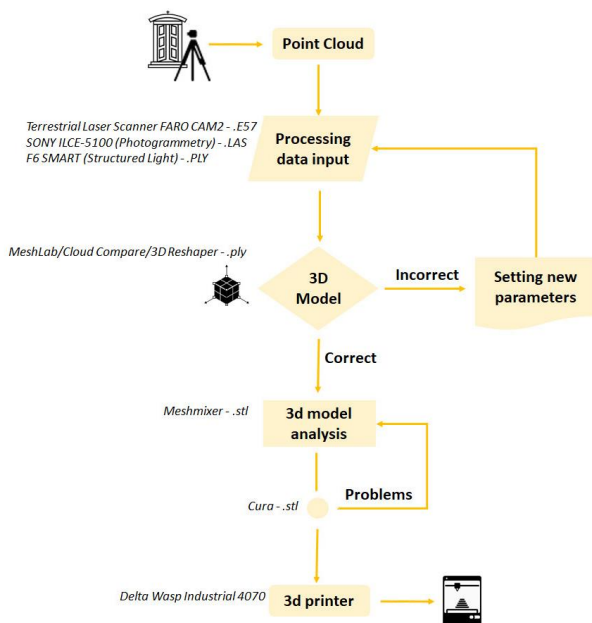 Point Cloud
Terrestrial Laser Scanner FARO CAM2 - .E57
SONY ILCE-5100 (Photogrammetry) - .LAS
F6 SMART (Structured Light) - .PLY
Processing
data input
MeshLab/Cloud Compare/3D Reshaper - .ply
3D
Model
Incorrect
Setting new
parameters
Correct
Meshmixer - .stl
3d model
analysis
Problems
Cura - .stl
Delta Wasp Industrial 4070
3d printer